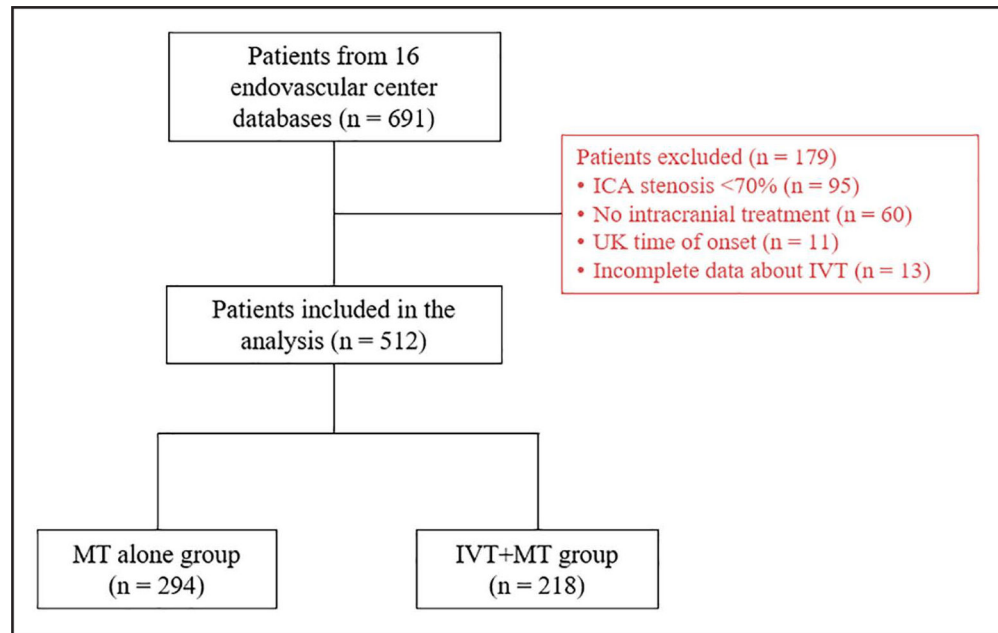 Patients from 16
endovascular center
databases (n = 691)
Patients excluded (n = 179)
• ICA stenosis <70% (n = 95)
• No intracranial treatment (n = 60)
• UK time of onset (n = 11)
• Incomplete data about IVT (n = 13)
Patients included in the
analysis (n = 512)
MT alone group
(n = 294)
IVT+MT group
(n = 218)